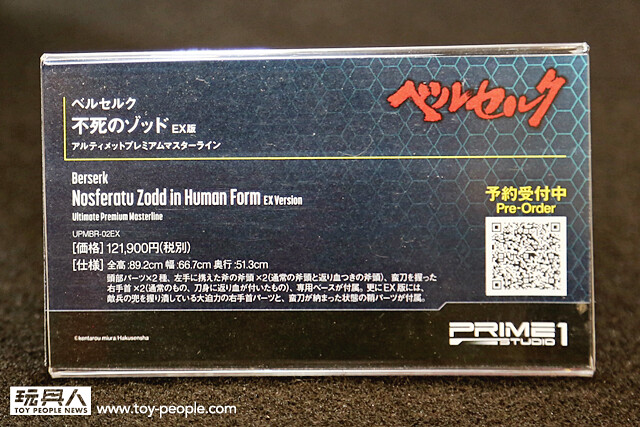 ベルセルク
ベルセルク
不死のゾッド EX版
アルティメットプレミアムマスターライン
Berserk
Nosferatu Zodd in Human Form EX Version
Ultimate Premium Masterline
UPMBR-02EX
[価格] 121,900円(税別)
[仕様] 全高:89.2cm 幅:66.7cm 奥行:51.3cm
頭部パーツ×2種、左手に携えた斧の斧頭 ×2(通常の斧頭と返り血つきの斧頭)、蛮刀を握った
右手首 ×2(通常のもの、刀身に返り血が付いたもの)、専用ベースが付属。更にEX版には、
敵兵の兜を握り潰している大迫力の右手首パーツと、蛮刀が納まった状態の鞘パーツが付属。
予約受付中
Pre-Order
©kentarou miura Hakusensha
PRIME 1
STUDIO
玩具人
TOY PEOPLE NEWS
www.toy-people.com